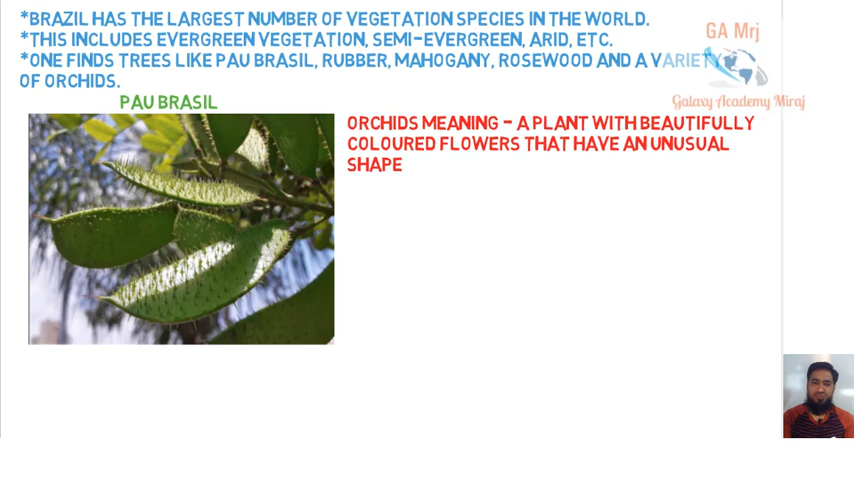 *BRAZIL HAS THE LARGEST NUMBER OF VEGETATION SPECIES IN THE WORLD.
*THIS INCLUDES EVERGREEN VEGETATION, SEMI-EVERGREEN, ARID, ETC.
*ONE FINDS TREES LIKE PAU BRASIL, RUBBER, MAHOGANY, ROSEWOOD AND A VARIETY
OF ORCHIDS.
GA Mrj
Galaxy Academy Miraj
PAU BRASIL
ORCHIDS MEANING - A PLANT WITH BEAUTIFULLY
COLOURED FLOWERS THAT HAVE AN UNUSUAL
SHAPE